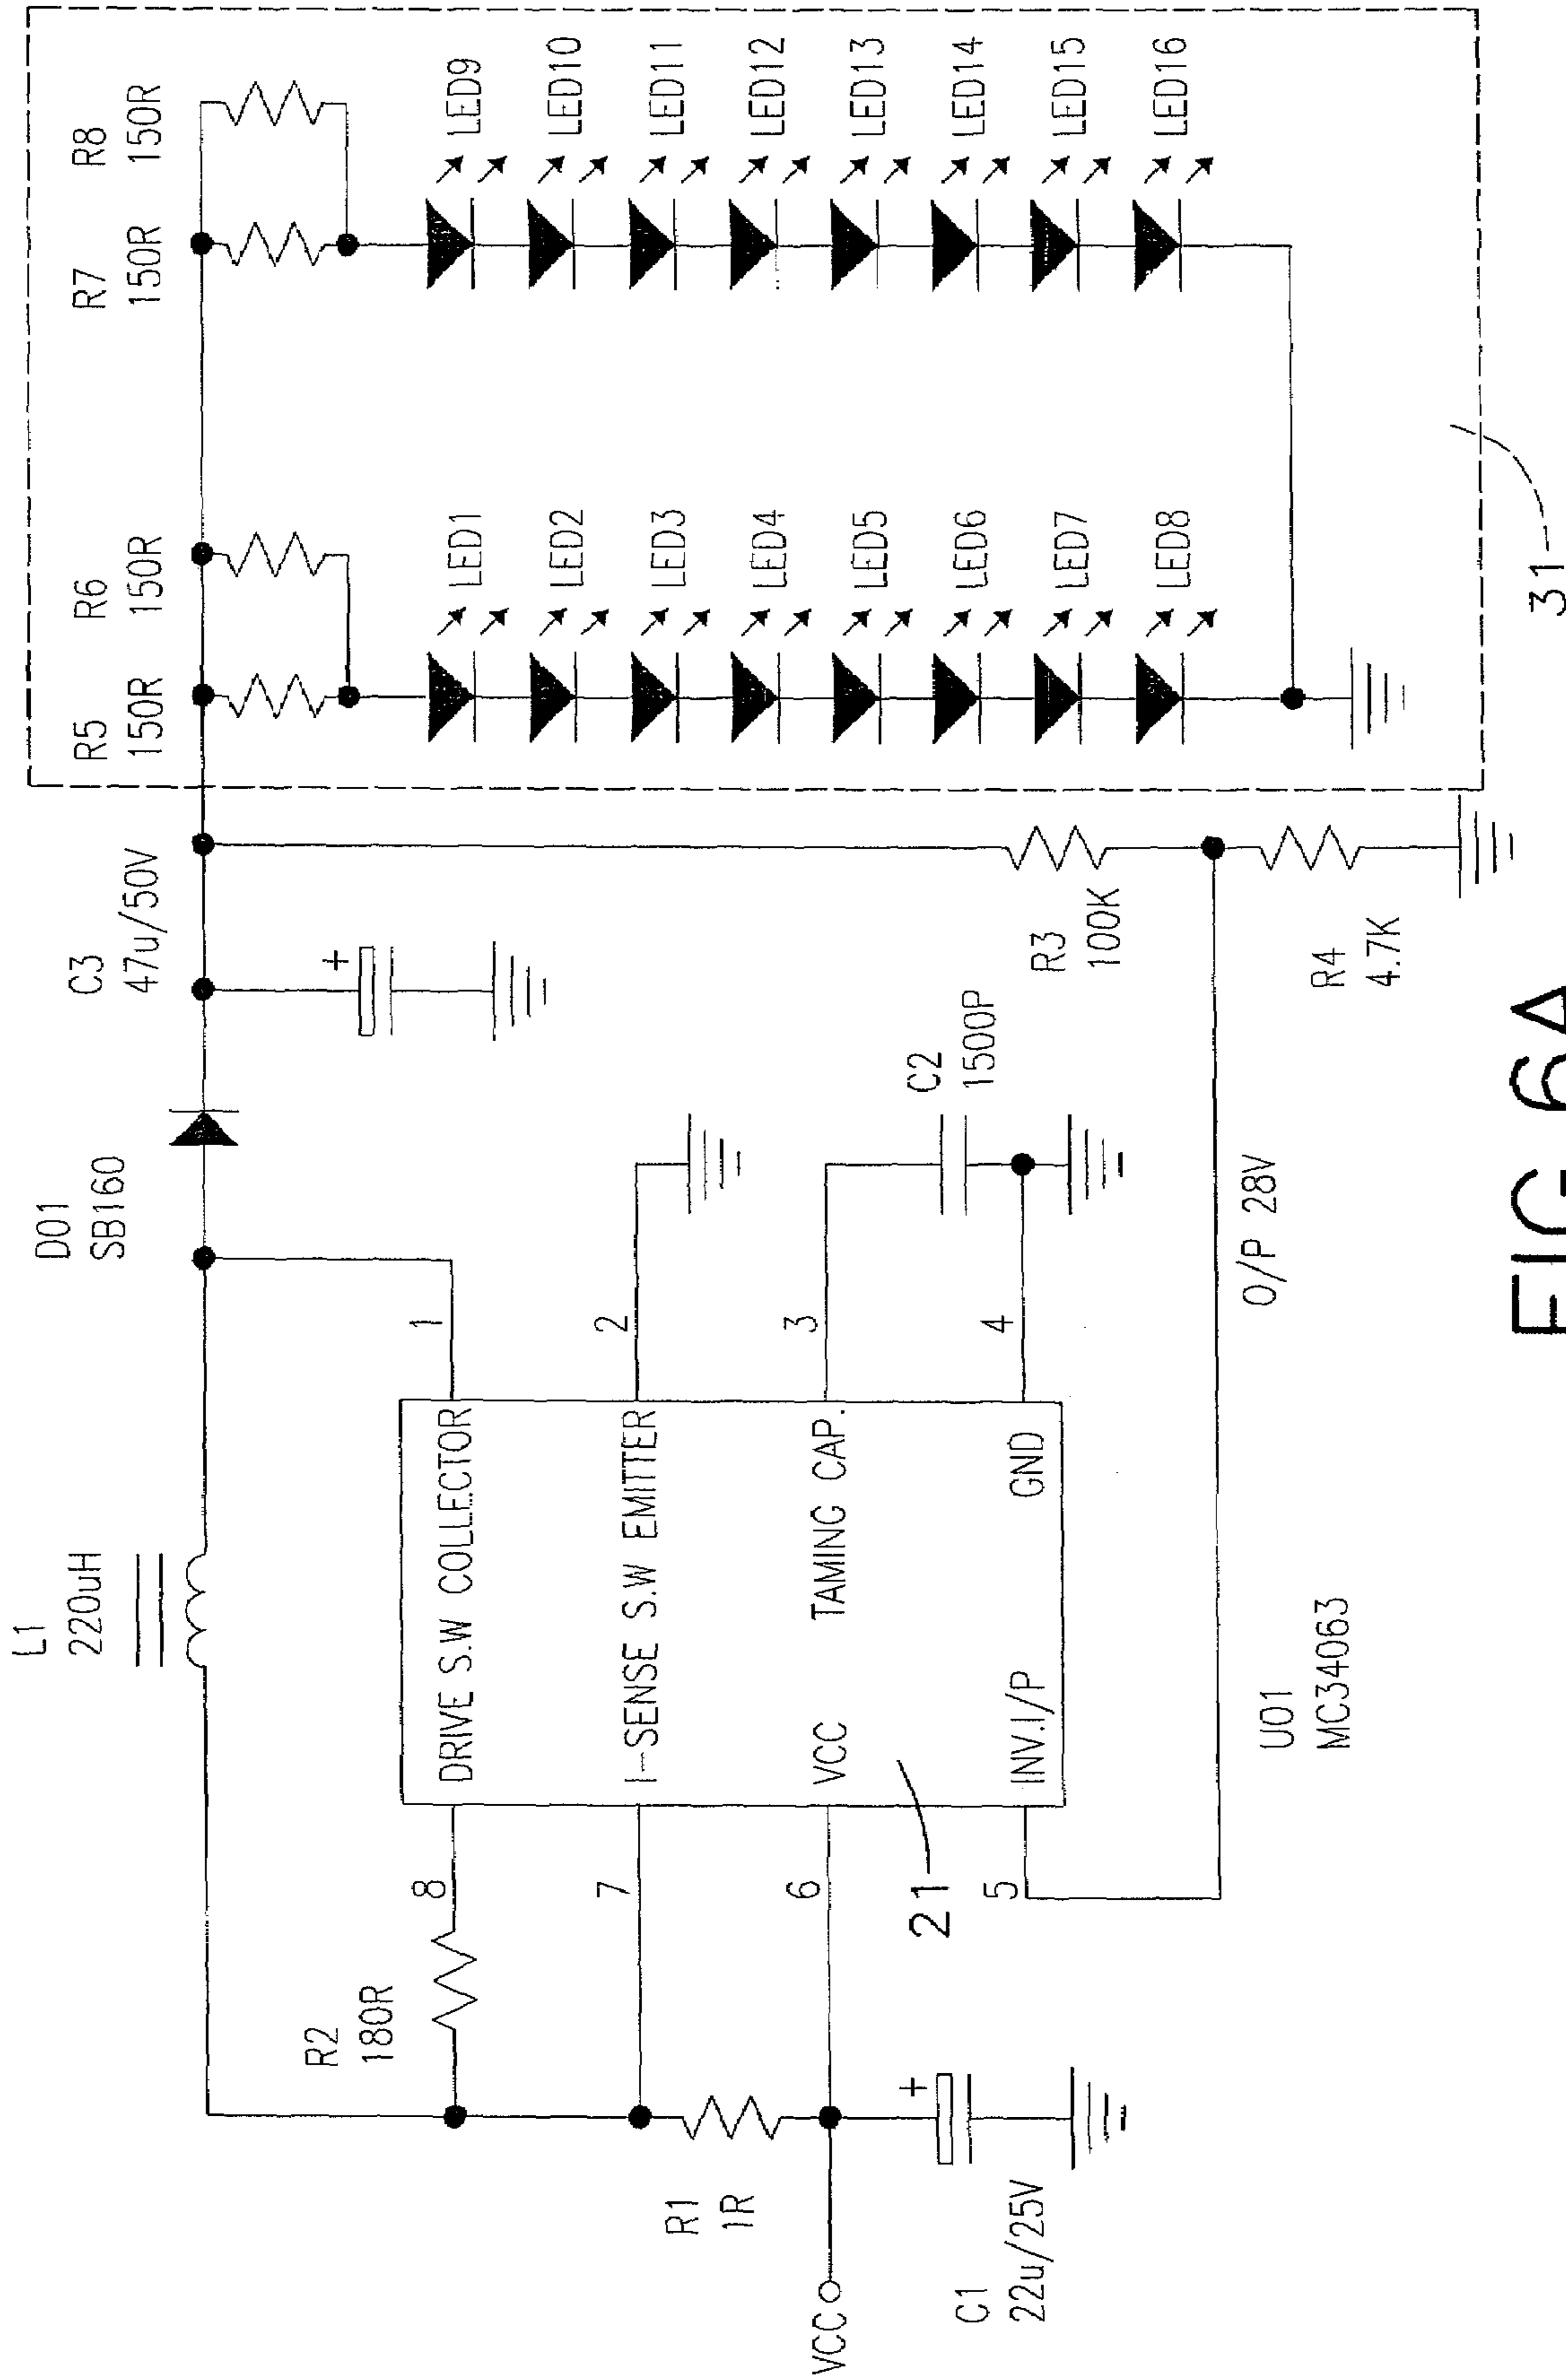 L1
220uH
D01
SB160
C3
47u/50V
R5
150R
R6
150R
R7
150R
R8
150R
LED1
LED2
LED3
LED4
LED5
LED6
LED7
LED8
LED9
LED10
LED11
LED12
LED13
LED14
LED15
LED16
31
R2
180R
8
7
6
5
DRIVE S.W COLLECTOR
I-SENSE S.W EMITTER
VCC TAMING CAP.
INV.I/P GND
21
1
2
3
4
R1
1R
VCC
+
C1
22u/25V
C2
1500P
+
R3
100K
R4
4.7K
O/P 28V
U01
MC34063
FIG 6A